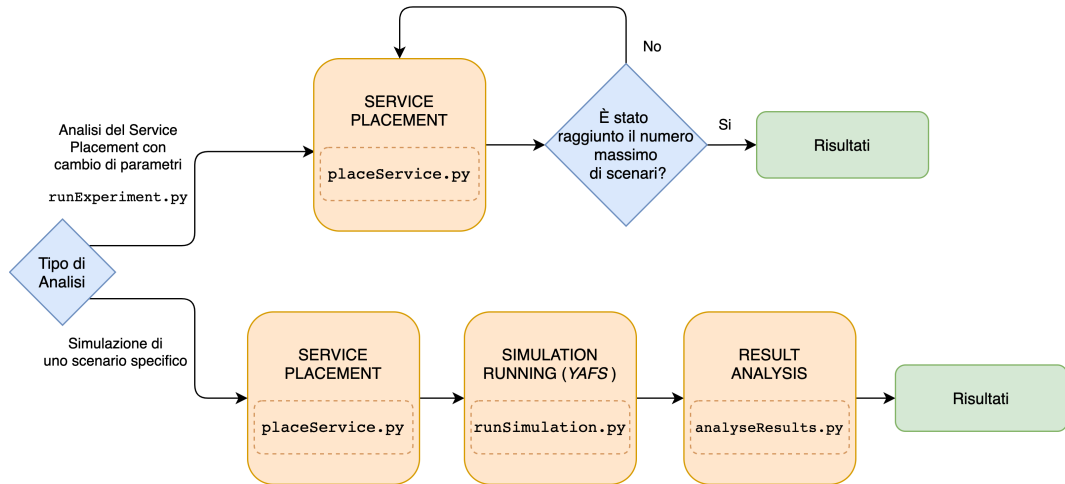 No
SERVICE
PLACEMENT
placeService.py
È stato
raggiunto il numero
massimo
di scenari?
Si
Risultati
Analisi del Service
Placement con
cambio di parametri
runExperiment.py
Tipo di
Analisi
Simulazione di
uno scenario specifico
SERVICE
PLACEMENT
placeService.py
SIMULATION
RUNNING (YAFS )
runSimulation.py
RESULT
ANALYSIS
analyseResults.py
Risultati